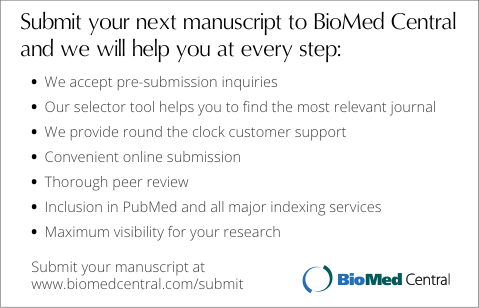 Submit your next manuscript to BioMed Central
and we will help you at every step:
• We accept pre-submission inquiries
• Our selector tool helps you to find the most relevant journal
• We provide round the clock customer support
• Convenient online submission
• Thorough peer review
• Inclusion in PubMed and all major indexing services
• Maximum visibility for your research
Submit your manuscript at
www.biomedcentral.com/submit
BioMed Central